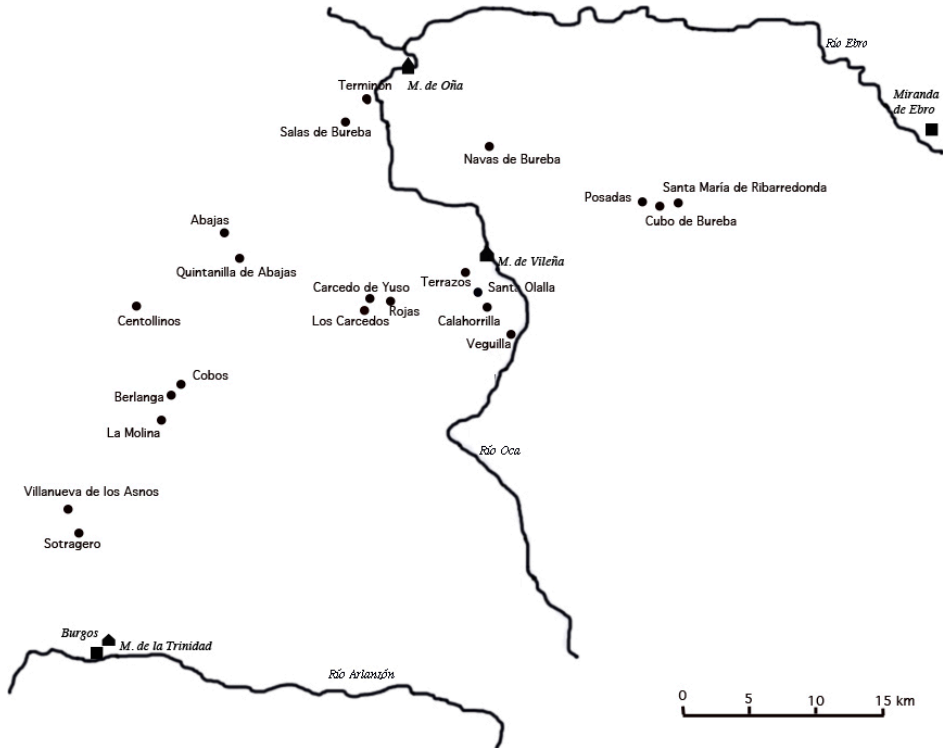 Río Ebro
Terminón
M. de Oña
Miranda
de Ebro
Salas de Bureba
Navas de Bureba
Santa María de Ribarredonda
Posadas
Cubo de Bureba
Abajas
M. de Vileña
Quintanilla de Abajas
Terrazos
Carcedo de Yuso
Santa Olalla
Rojas
Centollinos
Los Carcedos
Calahorrilla
Veguilla
Cobos
Berlanga
La Molina
Río Oca
Villanueva de los Asnos
Sotragero
Burgos
M. de la Trinidad
Río Arlanzón
0 5 10 15 km